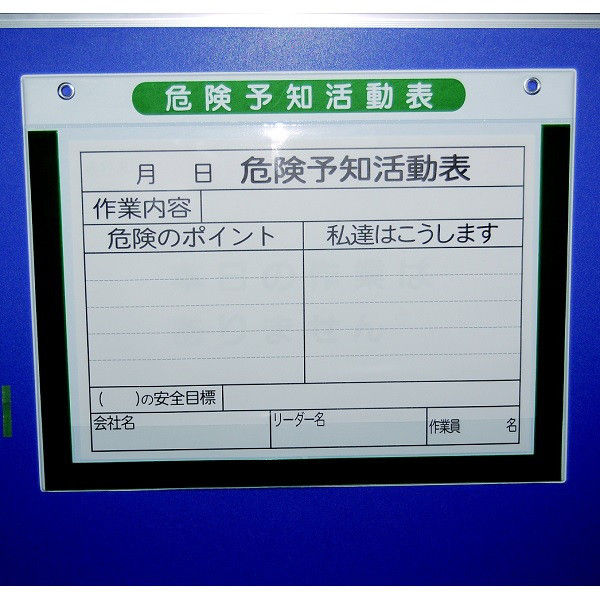 危険予知活動表
月 日 危険予知活動表
作業内容
危険のポイント 私達はこうします
( )の安全目標
会社名 リーダー名 作業員 名